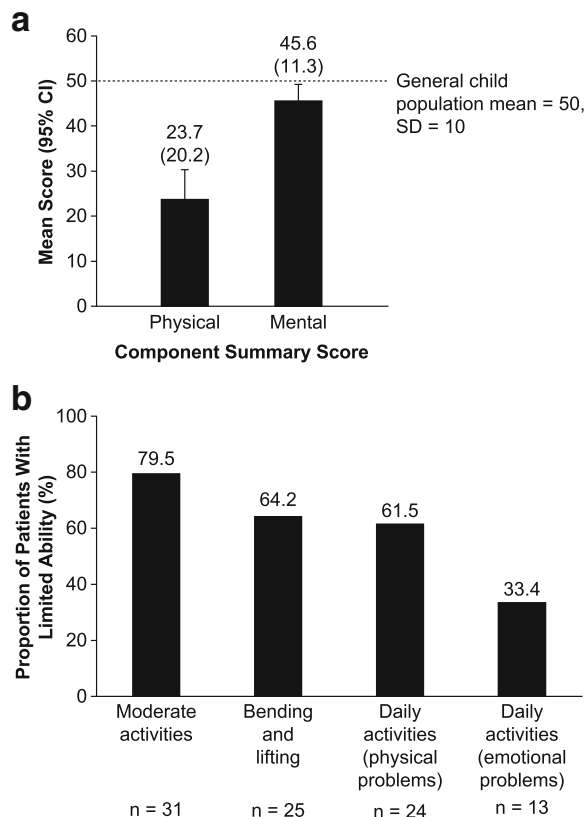 a
60
50
40
30
20
10
0
Mean Score (95% CI)
23.7
(20.2)
45.6
(11.3)
General child
population mean = 50,
SD = 10
Physical
Mental
Component Summary Score
b
100
80
60
40
20
0
Proportion of Patients With
Limited Ability (%)
79.5
64.2
61.5
33.4
Moderate
activities
Bending
and
lifting
Daily
activities
(physical
problems)
Daily
activities
(emotional
problems)
n = 31
n = 25
n = 24
n = 13